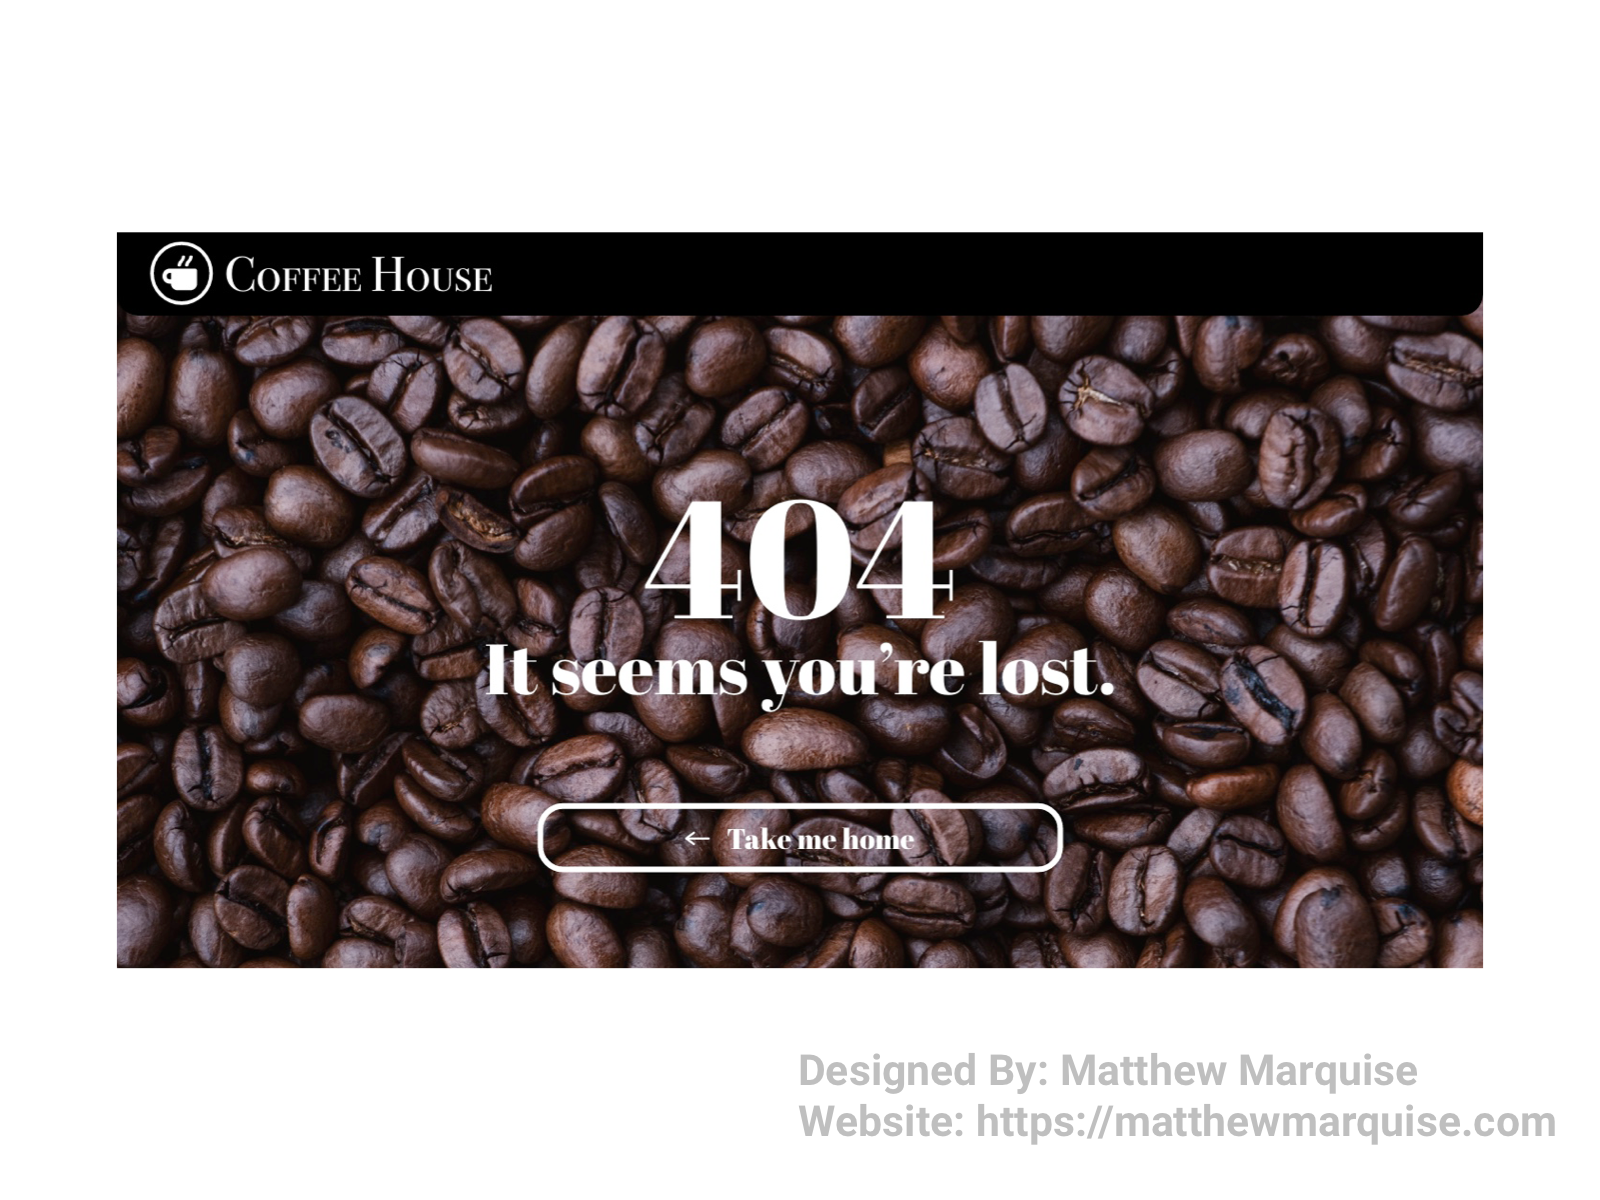 Coffee House
404
It seems you’re lost.
← Take me home
Designed By: Matthew Marquise
Website: https://matthewmarquise.com